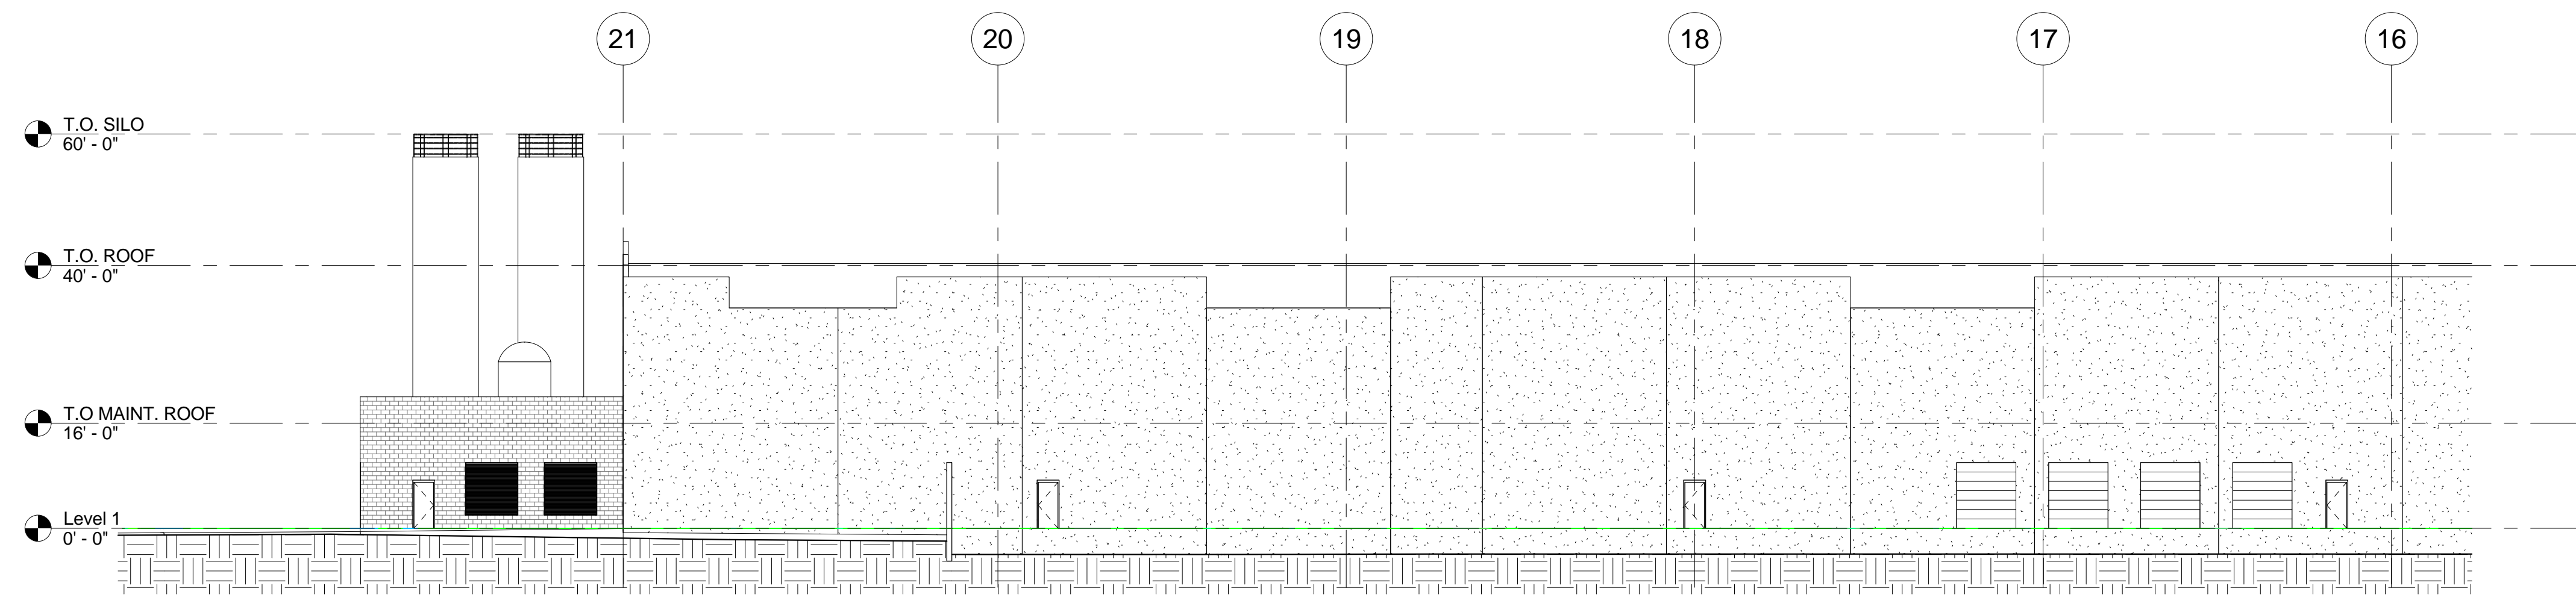 21
20
19
18
17
16
T.O. SILO
60' - 0"
T.O. ROOF
40' - 0"
T.O MAINT. ROOF
16' - 0"
Level 1
0' - 0"